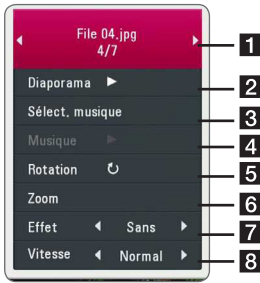 File 04.jpg
4/7
1
Diaporama 2
Sélect. musique 3
Musique 4
Rotation 5
Zoom 6
Effet Sans 7
Vitesse Normal 8